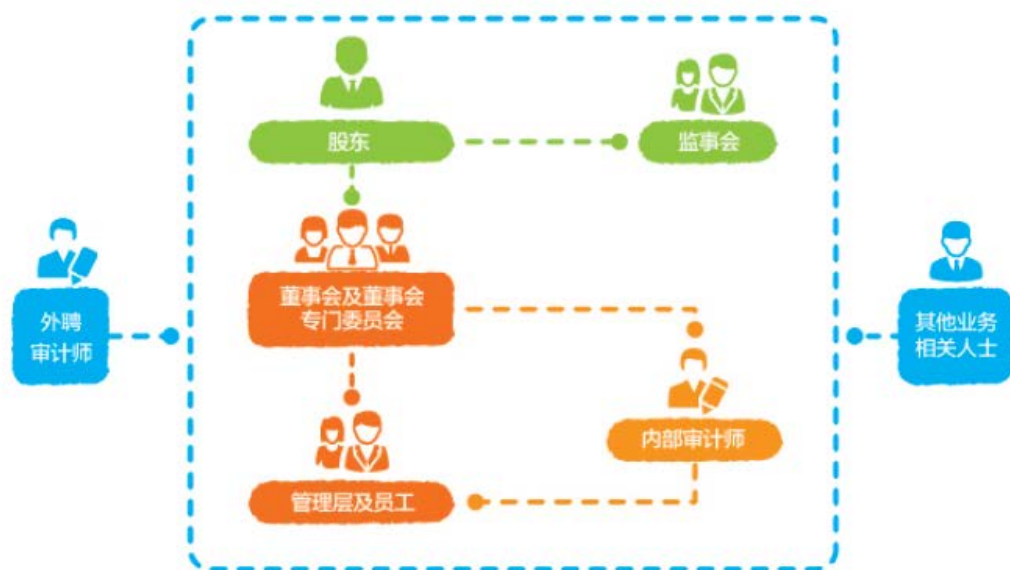 股东
监事会
董事会及董事会
专门委员会
外聘
审计师
其他业务
相关人士
内部审计师
管理层及员工